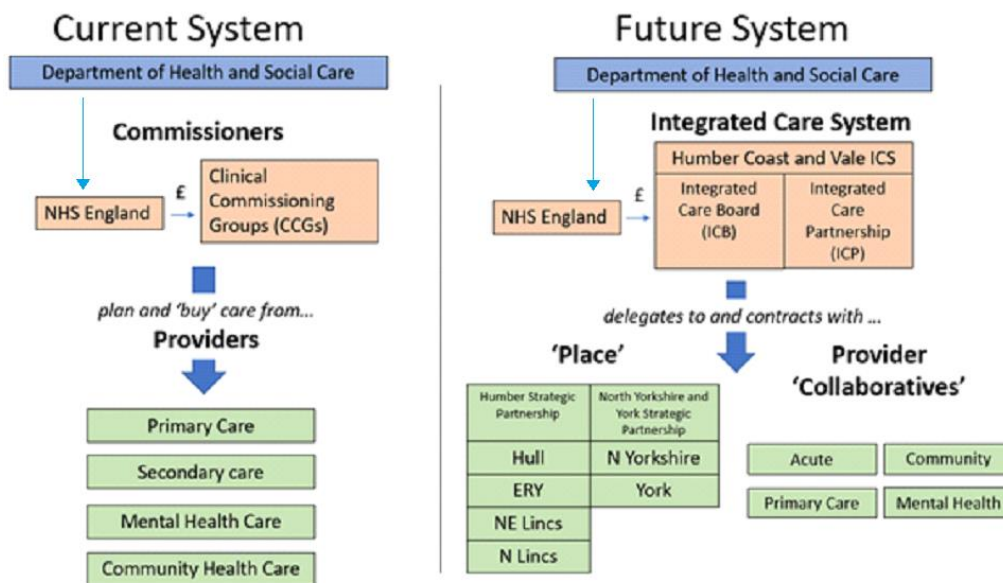 Current System
Department of Health and Social Care
Commissioners
NHS England
£
Clinical
Commissioning
Groups (CCGs)
plan and 'buy' care from...
Providers
Primary Care
Secondary care
Mental Health Care
Community Health Care
Future System
Department of Health and Social Care
Integrated Care System
Humber Coast and Vale ICS
NHS England
£
Integrated
Care Board
(ICB)
Integrated
Care
Partnership
(ICP)
delegates to and contracts with ...
'Place'
Humber Strategic
Partnership
North Yorkshire and
York Strategic
Partnership
Hull
N Yorkshire
ERY
York
NE Lincs
N Lincs
Provider
'Collaboratives'
Acute
Community
Primary Care
Mental Health